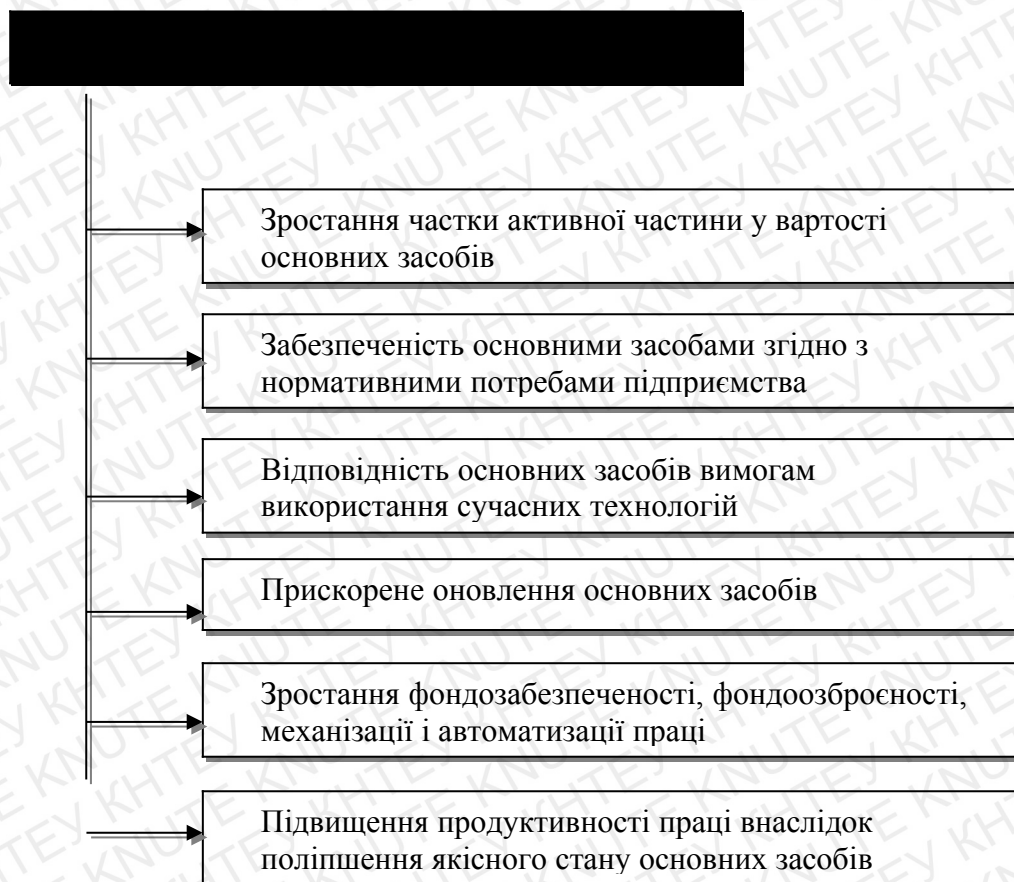 Зростання частки активної частини у вартості
основних засобів
Забезпеченість основними засобами згідно з
нормативними потребами підприємства
Відповідність основних засобів вимогам
використання сучасних технологій
Прискорене оновлення основних засобів
Зростання фондозабезпеченості, фондоозброєності,
механізації і автоматизації праці
Підвищення продуктивності праці внаслідок
поліпшення якісного стану основних засобів